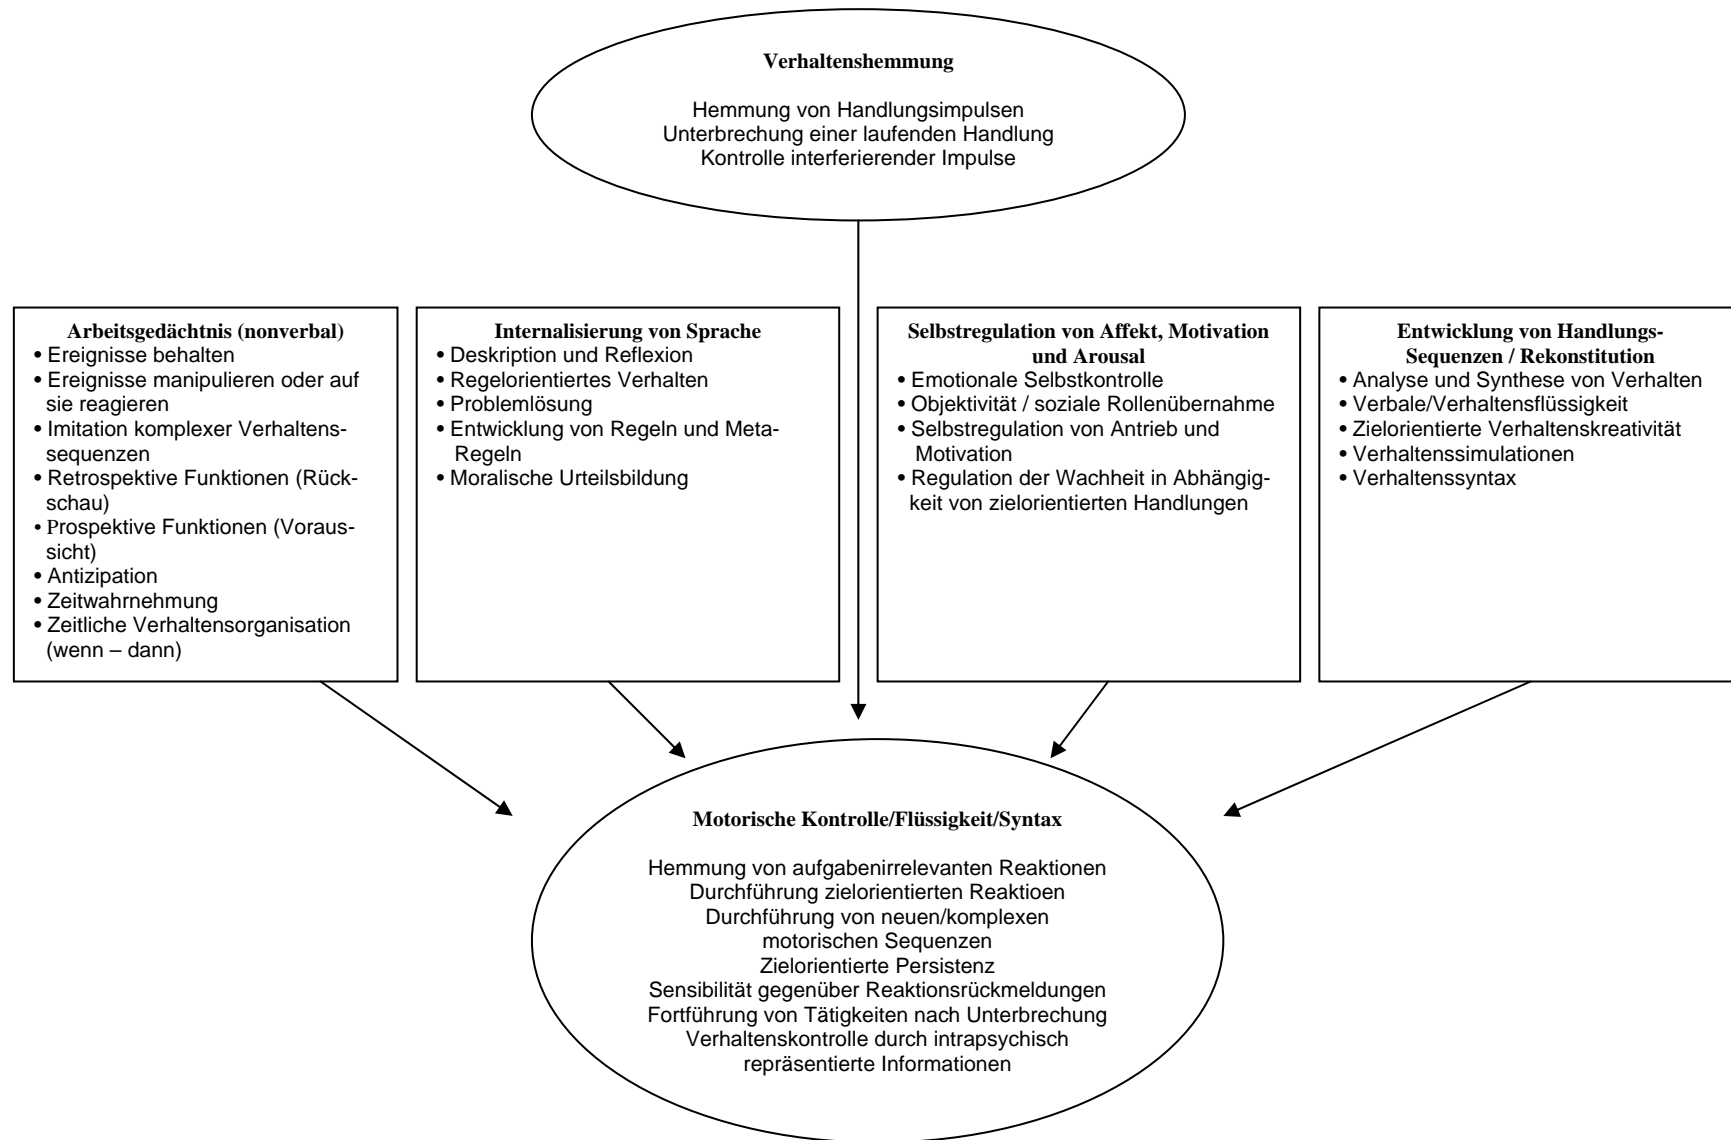 Verhaltenshemmung
Hemmung von Handlungsimpulsen
Unterbrechung einer laufenden Handlung
Kontrolle interferierender Impulse
Arbeitsgedächtnis (nonverbal)
• Ereignisse behalten
• Ereignisse manipulieren oder auf
sie reagieren
• Imitation komplexer Verhaltens-
sequenzen
• Retrospektive Funktionen (Rück-
schau)
• Prospektive Funktionen (Voraus-
sicht)
• Antizipation
• Zeitwahrnehmung
• Zeitliche Verhaltensorganisation
(wenn – dann)
Internalisierung von Sprache
• Deskription und Reflexion
• Regelorientiertes Verhalten
• Problemlösung
• Entwicklung von Regeln und Meta-
Regeln
• Moralische Urteilsbildung
Selbstregulation von Affekt, Motivation
und Arousal
• Emotionale Selbstkontrolle
• Objektivität / soziale Rollenübernahme
• Selbstregulation von Antrieb und
Motivation
• Regulation der Wachheit in Abhängig-
keit von zielorientierten Handlungen
Entwicklung von Handlungs-
Sequenzen / Rekonstitution
• Analyse und Synthese von Verhalten
• Verbale/Verhaltensflüssigkeit
• Zielorientierte Verhaltenskreativität
• Verhaltenssimulationen
• Verhaltenssyntax
Motorische Kontrolle/Flüssigkeit/Syntax
Hemmung von aufgabenirrelevanten Reaktionen
Durchführung zielorientierten Reaktioen
Durchführung von neuen/komplexen
motorischen Sequenzen
Zielorientierte Persistenz
Sensibilität gegenüber Reaktionsrückmeldungen
Fortführung von Tätigkeiten nach Unterbrechung
Verhaltenskontrolle durch intrapsychisch
repräsentierte Informationen